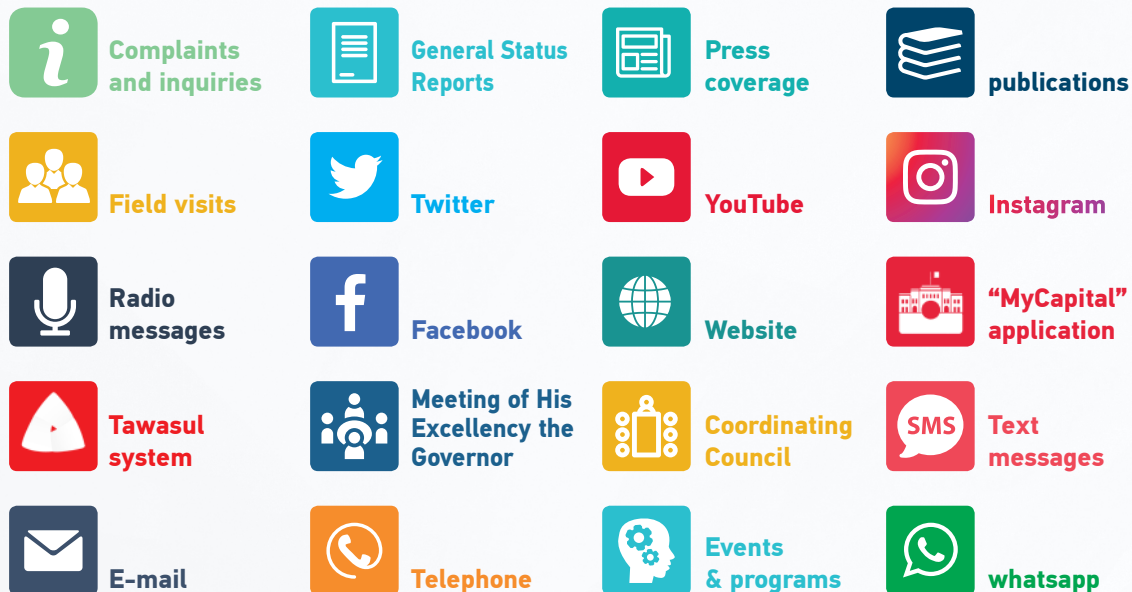 Complaints
and inquiries
General Status
Reports
Press
coverage
publications
Field visits
Twitter
YouTube
Instagram
Radio
messages
Facebook
Website
“MyCapital”
application
Tawasul
system
Meeting of His
Excellency the
Governor
Coordinating
Council
SMS
Text
messages
E-mail
Telephone
Events
& programs
whatsapp